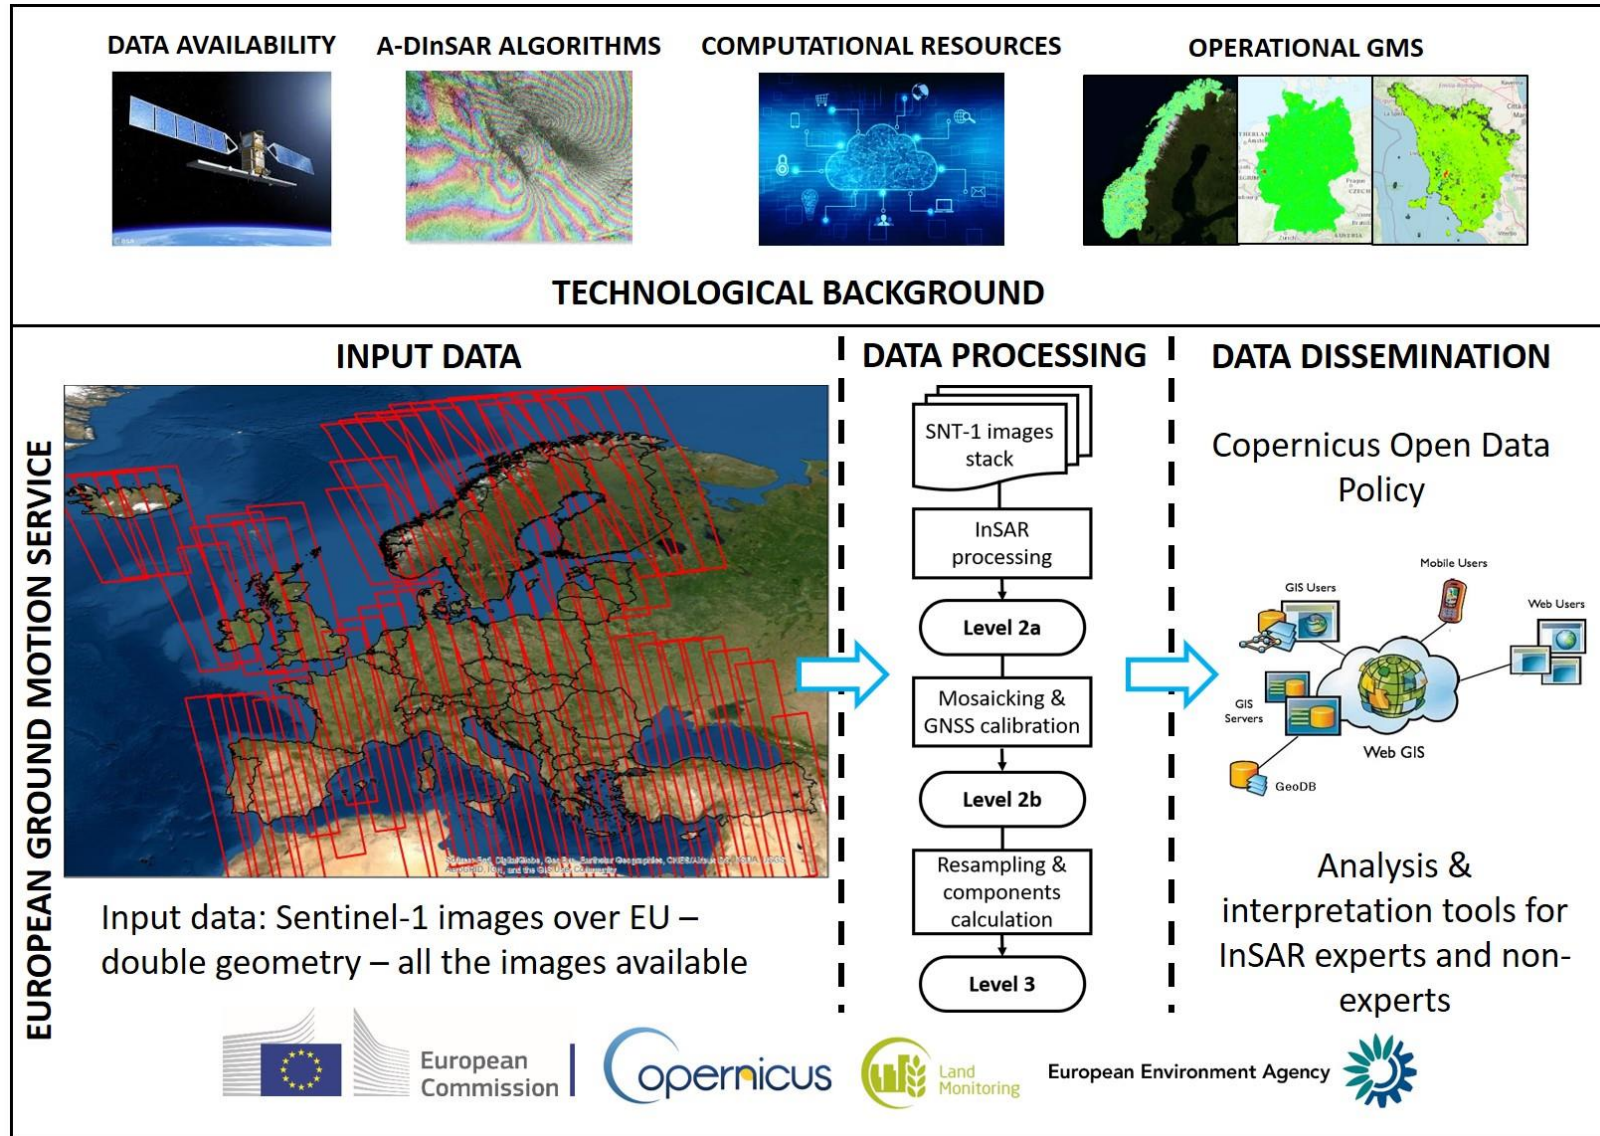 DATA AVAILABILITY
A-DInSAR ALGORITHMS
COMPUTATIONAL RESOURCES
OPERATIONAL GMS
TECHNOLOGICAL BACKGROUND
EUROPEAN GROUND MOTION SERVICE
INPUT DATA
Input data: Sentinel-1 images over EU –
double geometry – all the images available
DATA PROCESSING
SNT-1 images
stack
InSAR
processing
Level 2a
Mosaicking &
GNSS calibration
Level 2b
Resampling &
components
calculation
Level 3
DATA DISSEMINATION
Copernicus Open Data
Policy
Mobile Users
GIS Users
Web Users
GIS
Servers
Web GIS
GeoDB
Analysis &
interpretation tools for
InSAR experts and non-
experts
European
Commission
Copernicus
Land
Monitoring
European Environment Agency